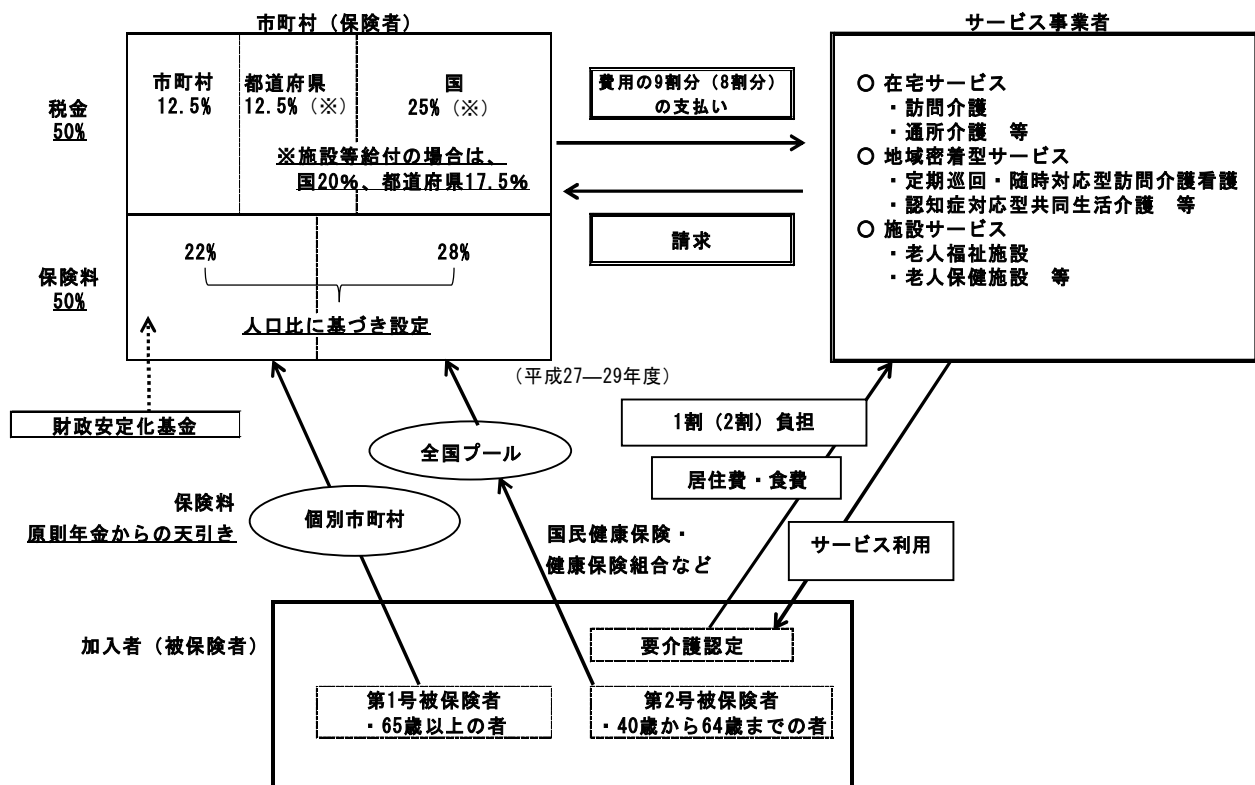 市町村（保険者）
サービス事業者
市町村
12.5%
都道府県
12.5%（※）
国
25%（※）
税金
50%
※施設等給付の場合は、
国20%、都道府県17.5%
22%
28%
保険料
50%
人口比に基づき設定
費用の9割分（8割分）
の支払い
請求
○ 在宅サービス
・訪問介護
・通所介護　等
○ 地域密着型サービス
・定期巡回・随時対応型訪問介護看護
・認知症対応型共同生活介護　等
○ 施設サービス
・老人福祉施設
・老人保健施設　等
（平成27―29年度）
財政安定化基金
全国プール
1割（2割）負担
居住費・食費
保険料
原則年金からの天引き
個別市町村
国民健康保険・
健康保険組合など
サービス利用
加入者（被保険者）
要介護認定
第1号被保険者
・65歳以上の者
第2号被保険者
・40歳から64歳までの者